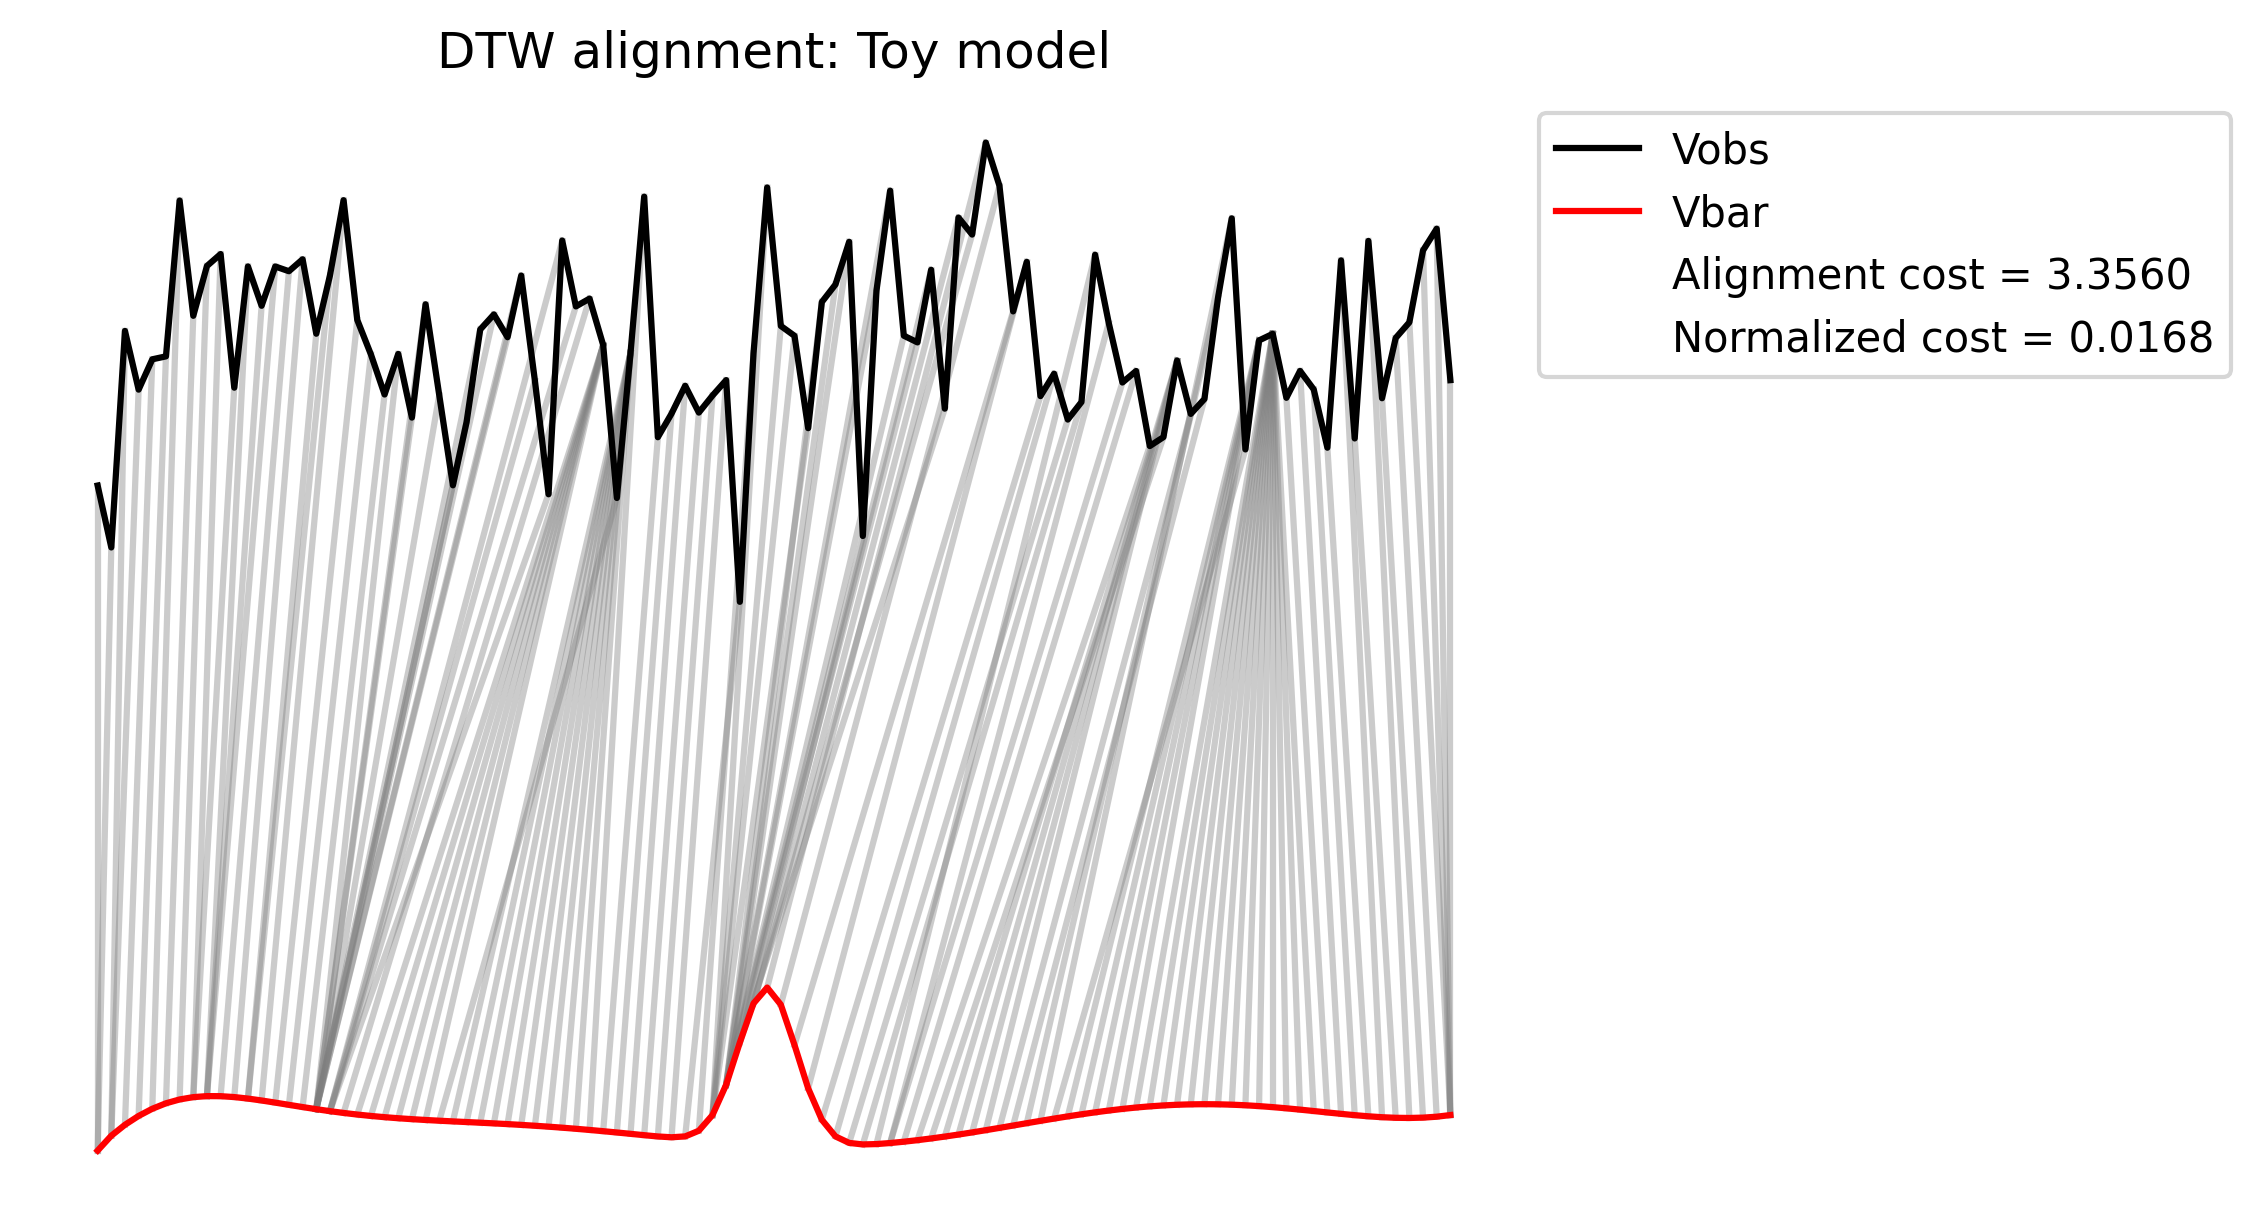 DTW alignment: Toy model
Vobs
Vbar
Alignment cost = 3.3560
Normalized cost = 0.0168